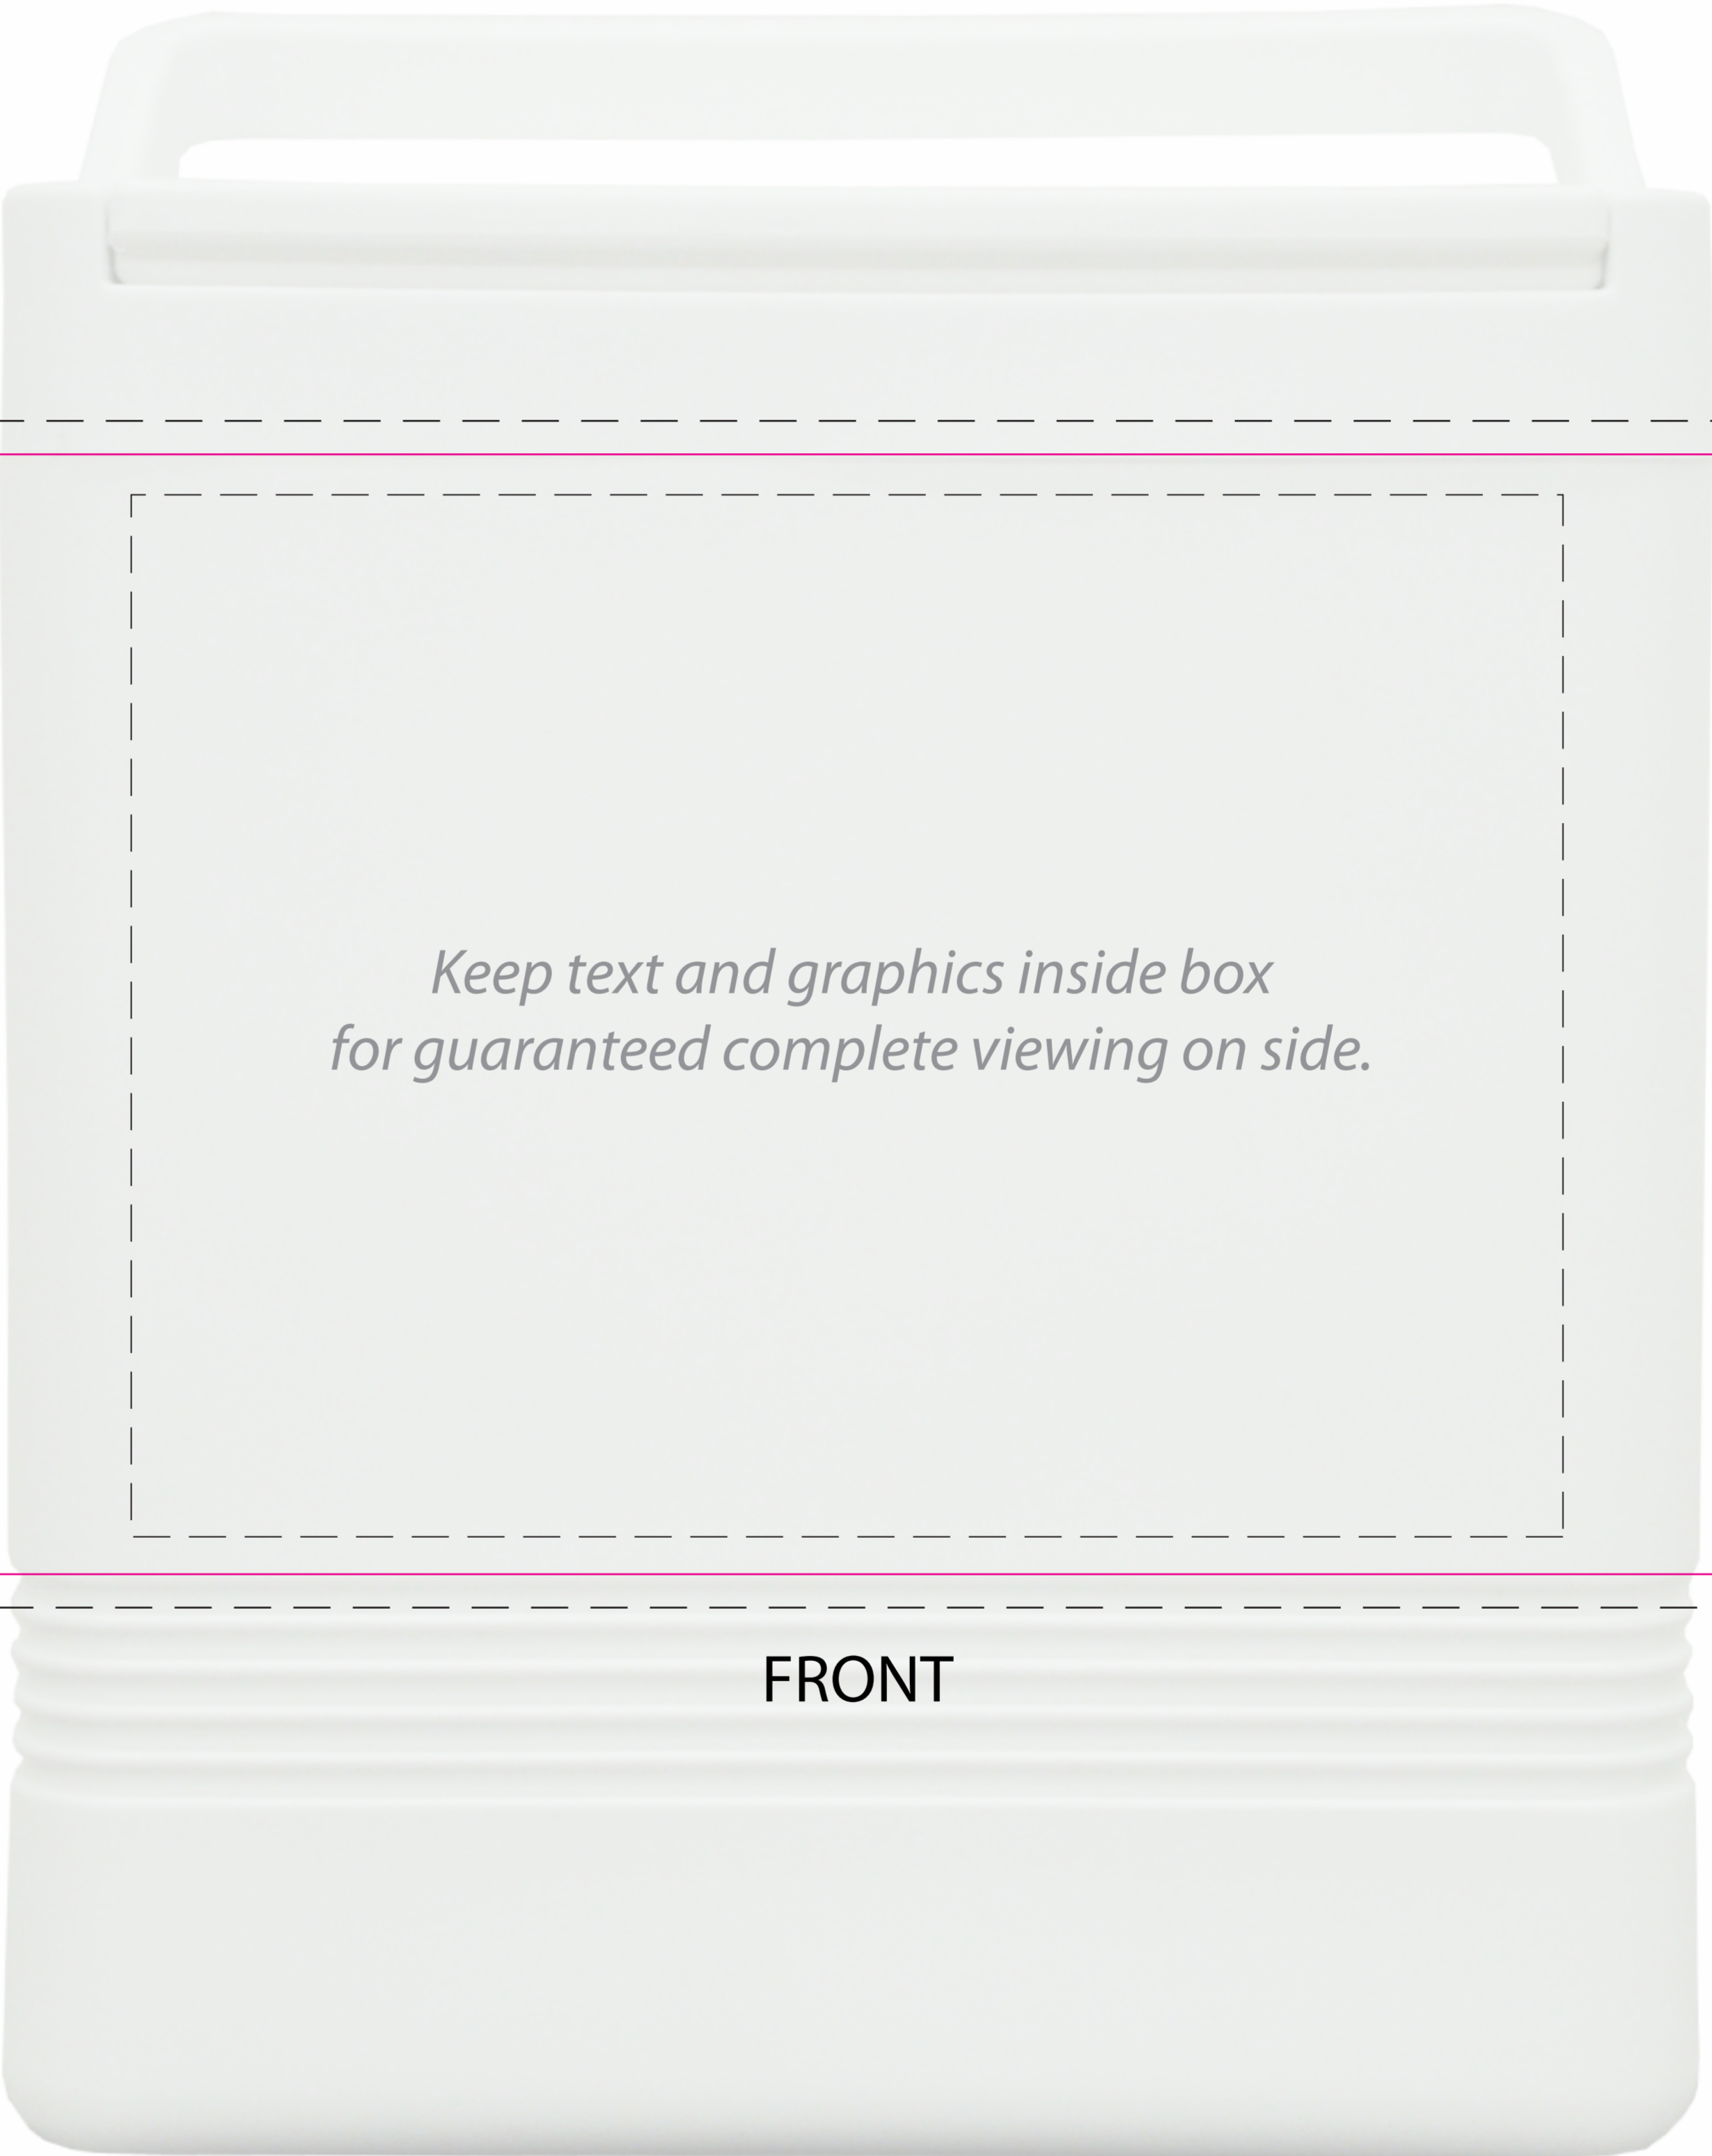 Keep text and graphics inside box
for guaranteed complete viewing on side.
FRONT